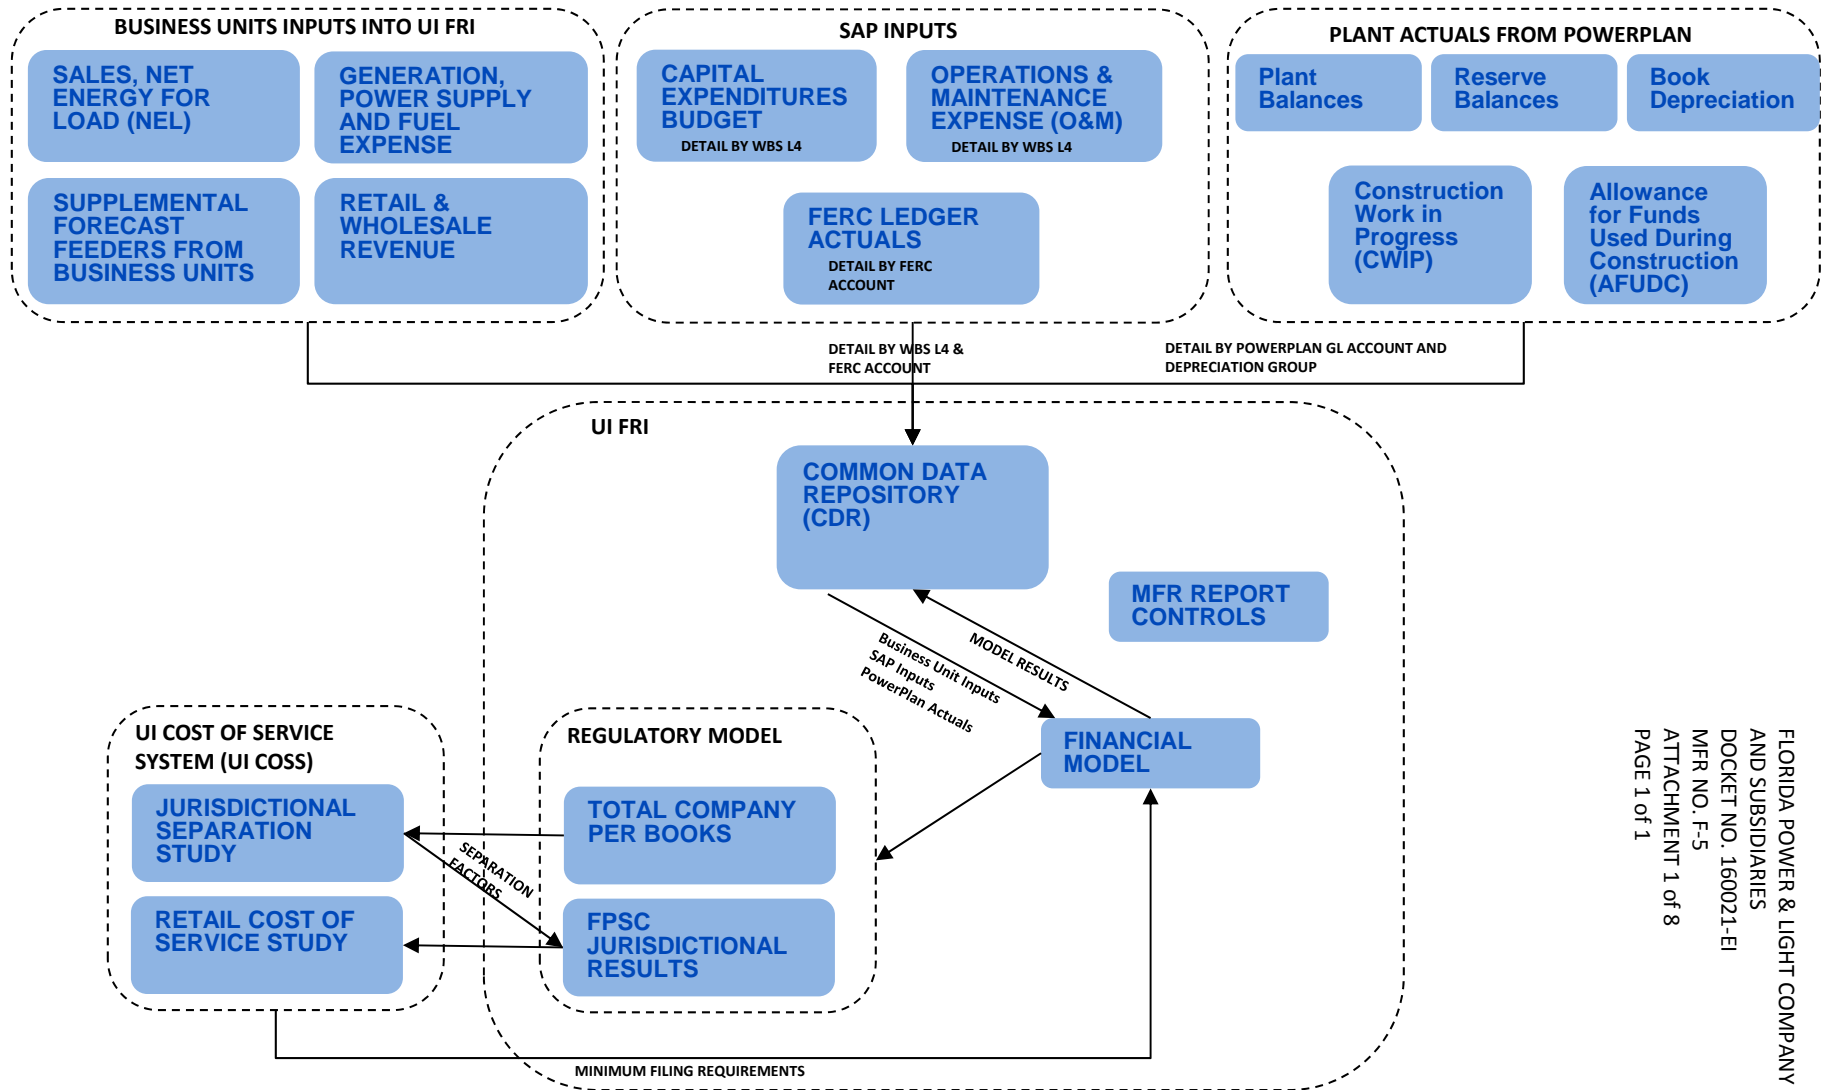 BUSINESS UNITS INPUTS INTO UI FRI
SALES, NET
ENERGY FOR
LOAD (NEL)
GENERATION,
POWER SUPPLY
AND FUEL
EXPENSE
SUPPLEMENTAL
FORECAST
FEEDERS FROM
BUSINESS UNITS
RETAIL &
WHOLESALE
REVENUE
SAP INPUTS
CAPITAL
EXPENDITURES
BUDGET
DETAIL BY WBS L4
OPERATIONS &
MAINTENANCE
EXPENSE (O&M)
DETAIL BY WBS L4
FERC LEDGER
ACTUALS
DETAIL BY FERC
ACCOUNT
PLANT ACTUALS FROM POWERPLAN
Plant
Balances
Reserve
Balances
Book
Depreciation
Construction
Work in
Progress
(CWIP)
Allowance
for Funds
Used During
Construction
(AFUDC)
DETAIL BY WBS L4 &
FERC ACCOUNT
DETAIL BY POWERPLAN GL ACCOUNT AND
DEPRECIATION GROUP
UI FRI
COMMON DATA
REPOSITORY
(CDR)
MFR REPORT
CONTROLS
Business Unit Inputs
SAP Inputs
PowerPlan Actuals
MODEL RESULTS
FINANCIAL
MODEL
REGULATORY MODEL
TOTAL COMPANY
PER BOOKS
FPSC
JURISDICTIONAL
RESULTS
UI COST OF SERVICE
SYSTEM (UI COSS)
JURISDICTIONAL
SEPARATION
STUDY
RETAIL COST OF
SERVICE STUDY
SEPARATION
FACTORS
MINIMUM FILING REQUIREMENTS
FLORIDA POWER & LIGHT COMPANY
AND SUBSIDIARIES
DOCKET NO. 160021-EI
MFR NO. F-5
ATTACHMENT 1 of 8
PAGE 1 of 1